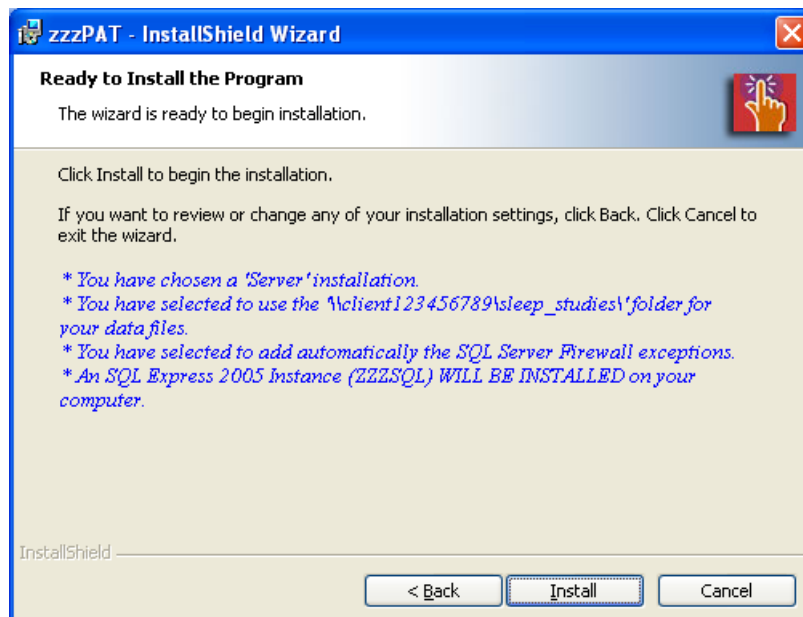 zzzPAT - InstallShield Wizard
Ready to Install the Program
The wizard is ready to begin installation.
Click Install to begin the installation.
If you want to review or change any of your installation settings, click Back. Click Cancel to
exit the wizard.
* You have chosen a 'Server' installation.
* You have selected to use the '\\client123456789\sleep_studies\' folder for
your data files.
* You have selected to add automatically the SQL Server Firewall exceptions.
* An SQL Express 2005 Instance (ZZZSQL) WILL BE INSTALLED on your
computer.
InstallShield
< Back Install Cancel